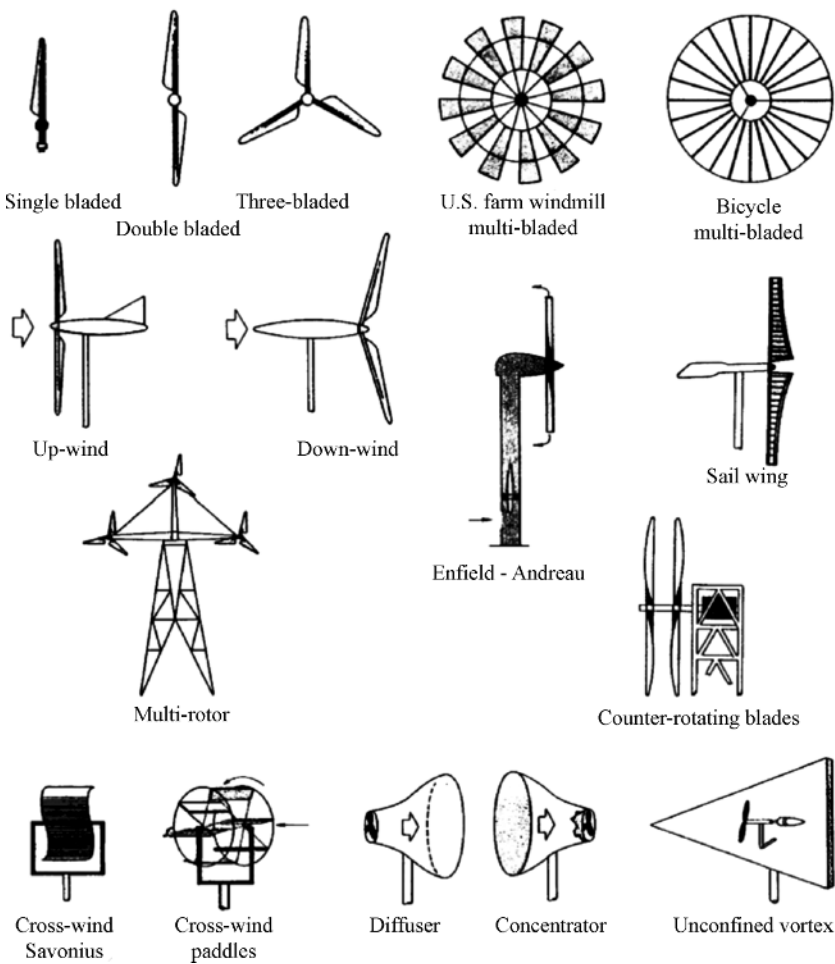 Single bladed
Double bladed
Three-bladed
U.S. farm windmill
multi-bladed
Bicycle
multi-bladed
Up-wind
Down-wind
Enfield - Andreau
Sail wing
Multi-rotor
Counter-rotating blades
Cross-wind
Savonius
Cross-wind
paddles
Diffuser
Concentrator
Unconfined vortex